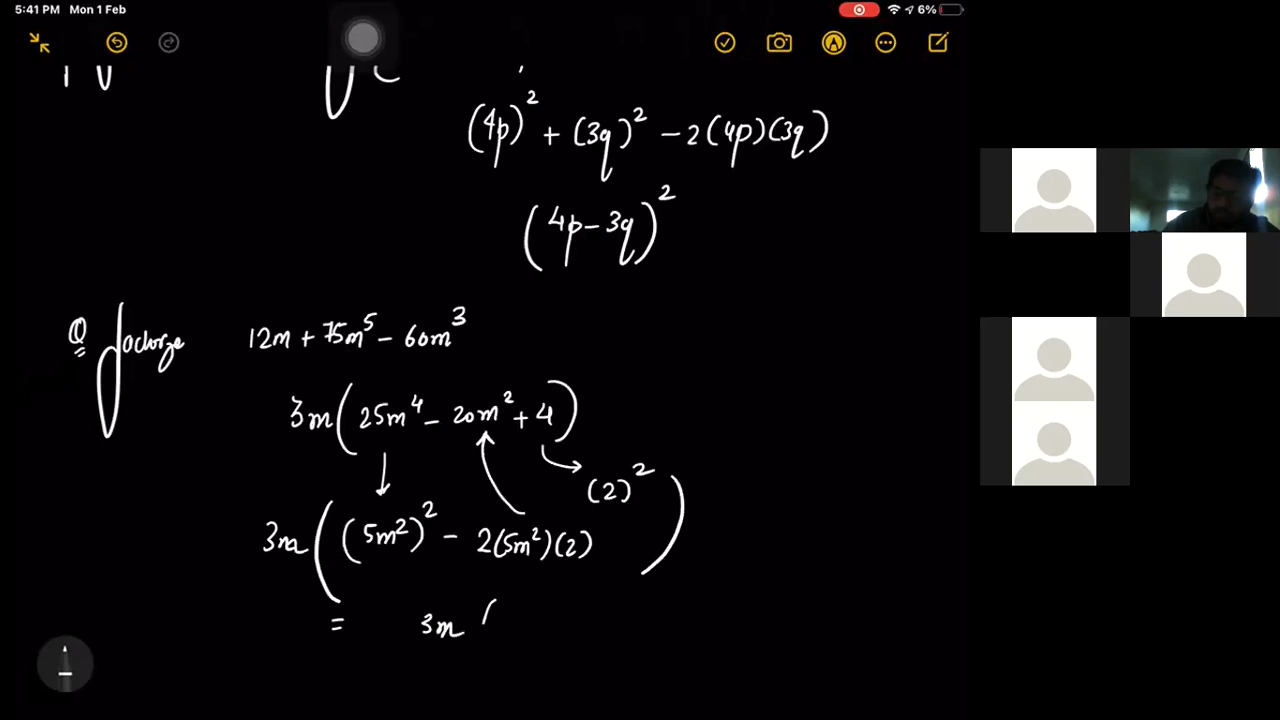 5:41 PM Mon 1 Feb 6%
(4p)² + (3q)² - 2(4p)(3q)
(4p - 3q)²
Q 12m + 75m⁵ - 60m³
3m(25m⁴ - 20m² + 4)
(2)²
3m((5m²)² - 2(5m²)(2) )
= 3m (